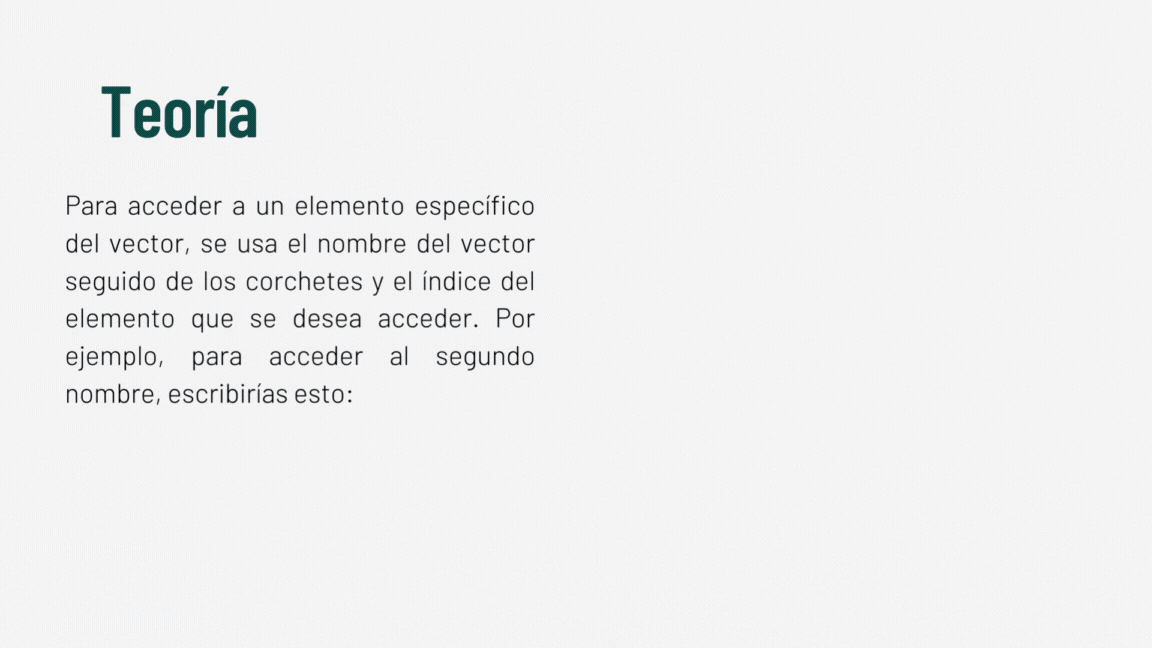 Teoría
Para acceder a un elemento específico
del vector, se usa el nombre del vector
seguido de los corchetes y el índice del
elemento que se desea acceder. Por
ejemplo, para acceder al segundo
nombre, escribirías esto: